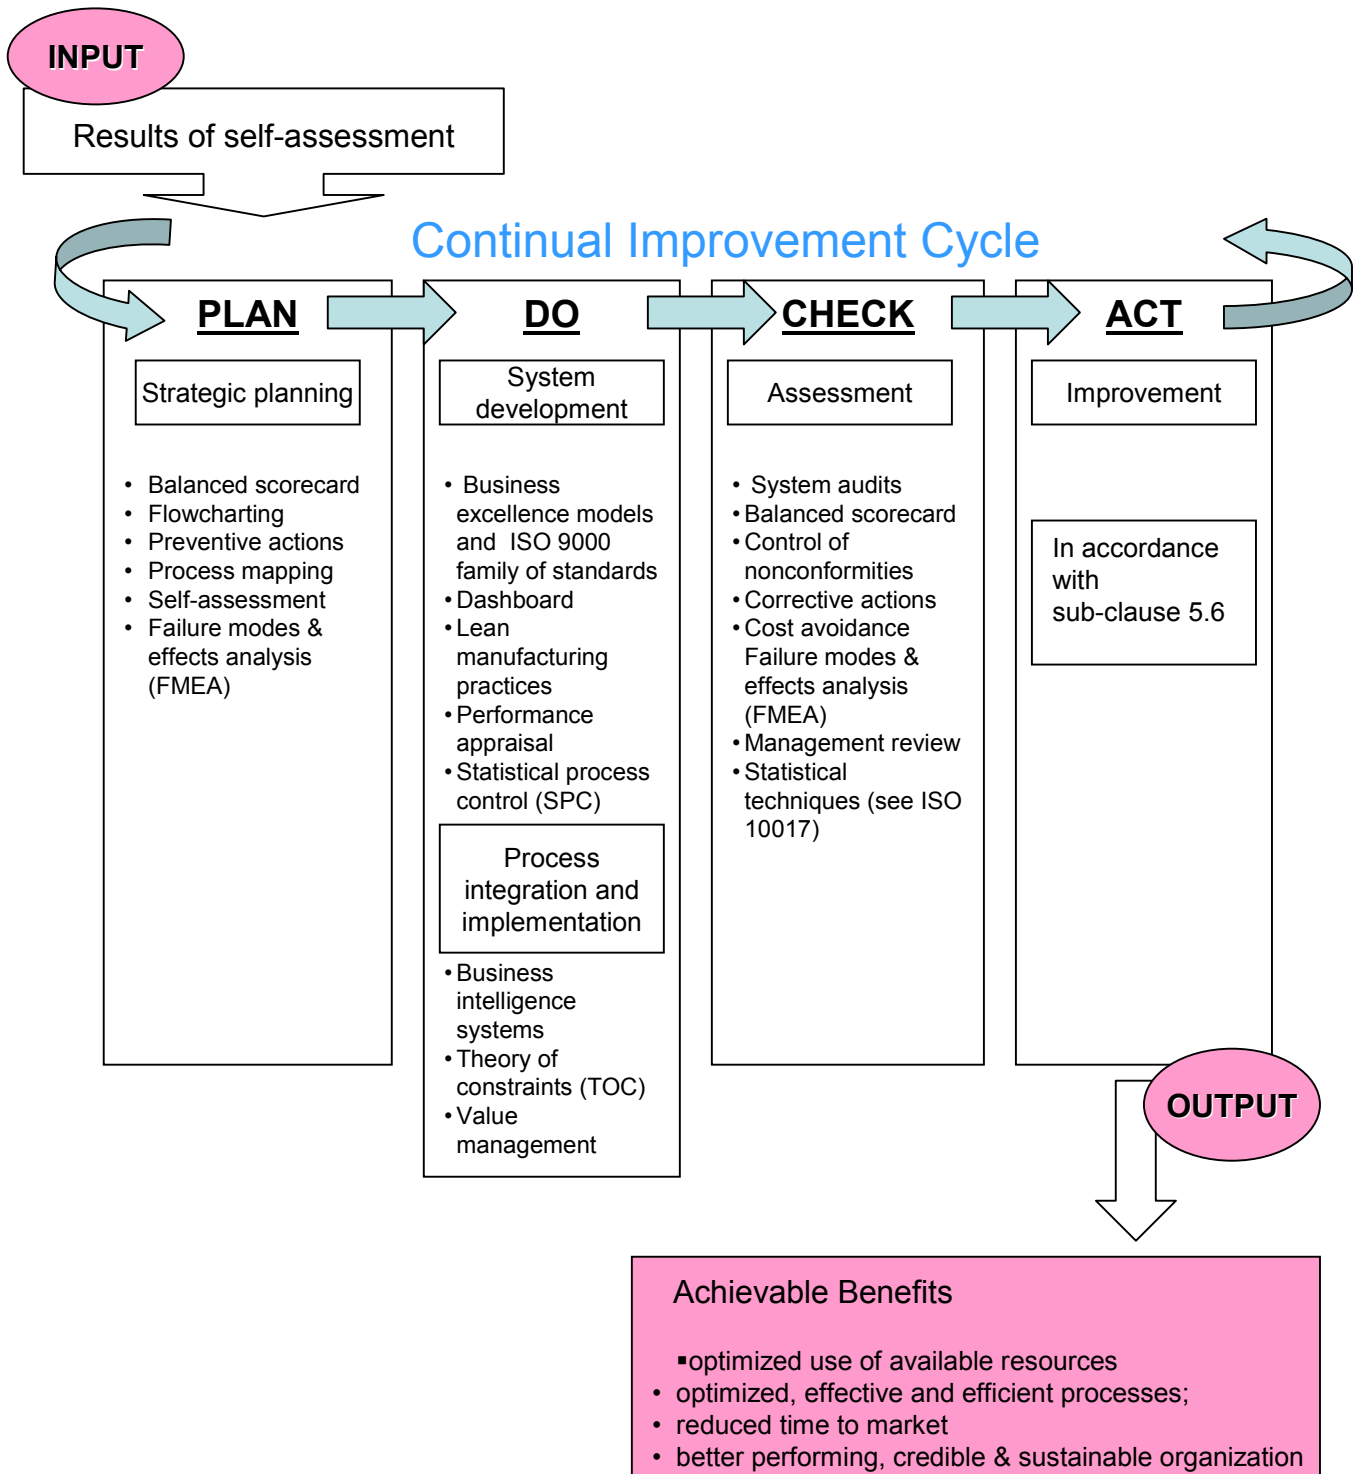 INPUT
Results of self-assessment
Continual Improvement Cycle
PLAN
Strategic planning
• Balanced scorecard
• Flowcharting
• Preventive actions
• Process mapping
• Self-assessment
• Failure modes &
effects analysis
(FMEA)
DO
System
development
• Business
excellence models
and ISO 9000
family of standards
• Dashboard
• Lean
manufacturing
practices
• Performance
appraisal
• Statistical process
control (SPC)
Process
integration and
implementation
• Business
intelligence
systems
• Theory of
constraints (TOC)
• Value
management
CHECK
Assessment
• System audits
• Balanced scorecard
• Control of
nonconformities
• Corrective actions
• Cost avoidance
Failure modes &
effects analysis
(FMEA)
• Management review
• Statistical
techniques (see ISO
10017)
ACT
Improvement
In accordance
with
sub-clause 5.6
OUTPUT
Achievable Benefits
▪optimized use of available resources
• optimized, effective and efficient processes;
• reduced time to market
• better performing, credible & sustainable organization